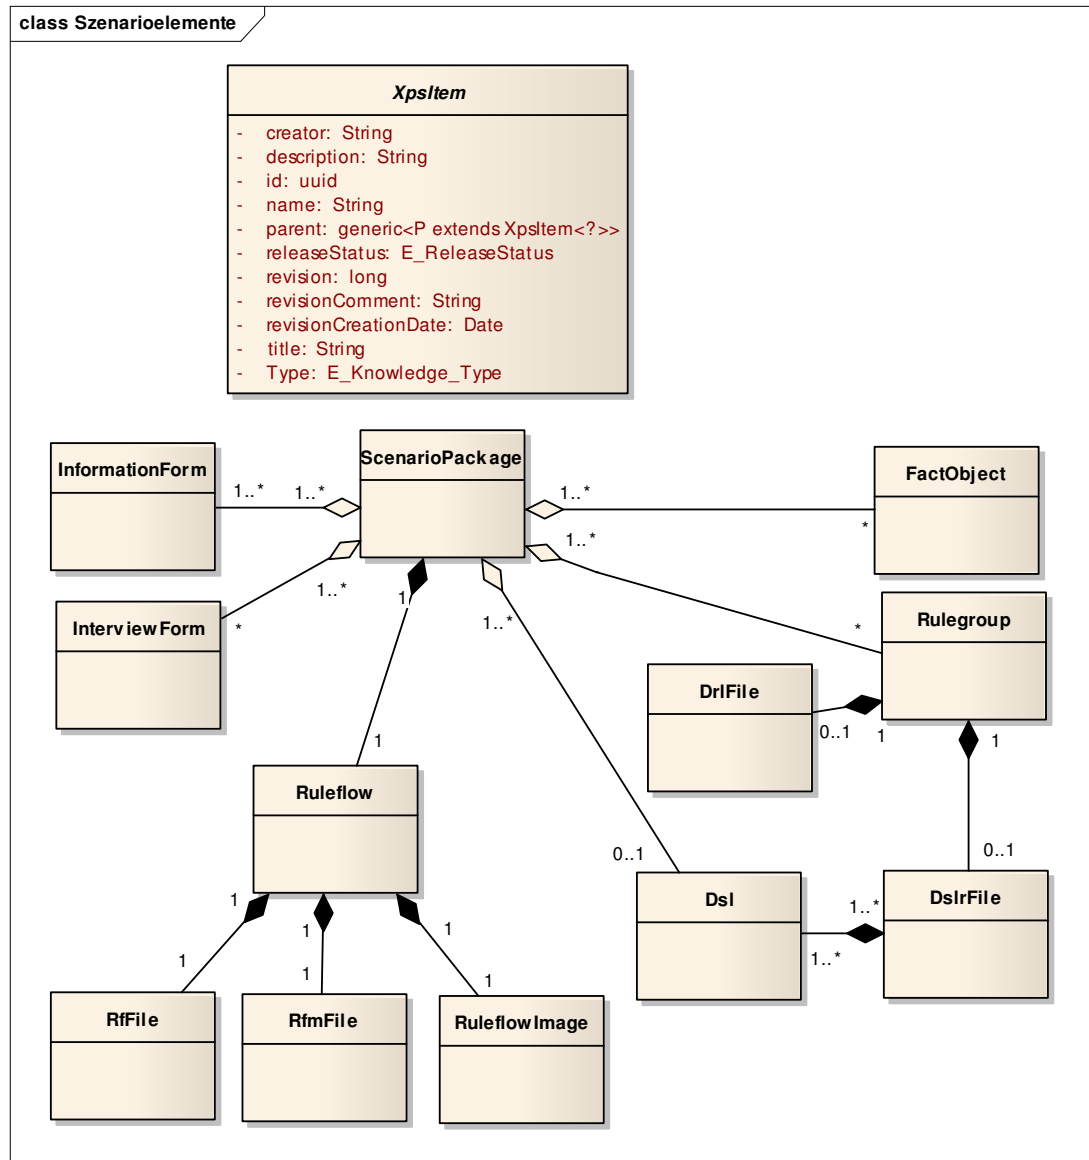 class Szenarioelemente
XpsItem
- creator: String
- description: String
- id: uuid
- name: String
- parent: generic<P extends XpsItem<?>>
- releaseStatus: E_ReleaseStatus
- revision: long
- revisionComment: String
- revisionCreationDate: Date
- title: String
- Type: E_Knowledge_Type
InformationForm
ScenarioPackage
FactObject
1..*
1..*
1..*
*
1..*
1..*
*
*
InterviewForm
Rulegroup
1
1..*
DrlFile
0..1
1
1
1
Ruleflow
0..1
0..1
Dsl
DslrFile
1..*
1..*
1
1
1
1
1
1
RfFile
RfmFile
RuleflowImage